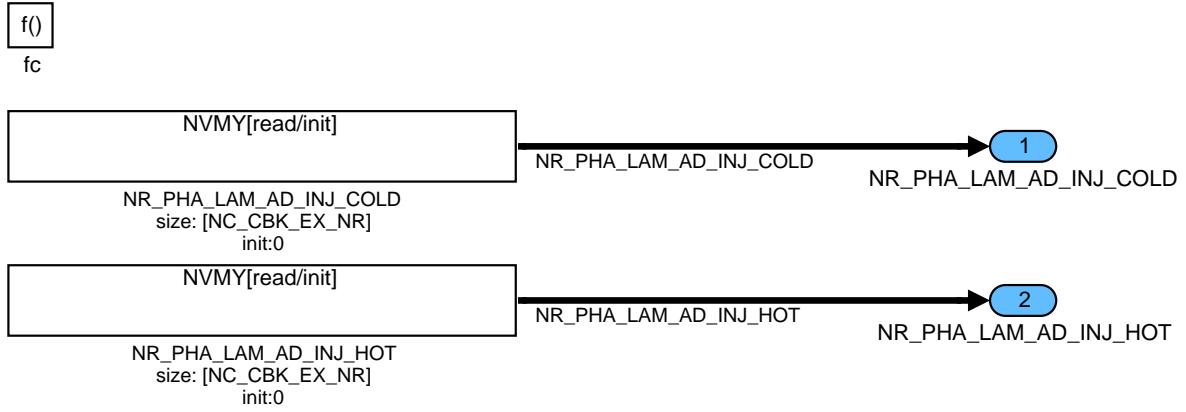 f()
fc
NVMY[read/init]
NR_PHA_LAM_AD_INJ_COLD
size: [NC_CBK_EX_NR]
init:0
NR_PHA_LAM_AD_INJ_COLD
1
NR_PHA_LAM_AD_INJ_COLD
NVMY[read/init]
NR_PHA_LAM_AD_INJ_HOT
size: [NC_CBK_EX_NR]
init:0
NR_PHA_LAM_AD_INJ_HOT
2
NR_PHA_LAM_AD_INJ_HOT